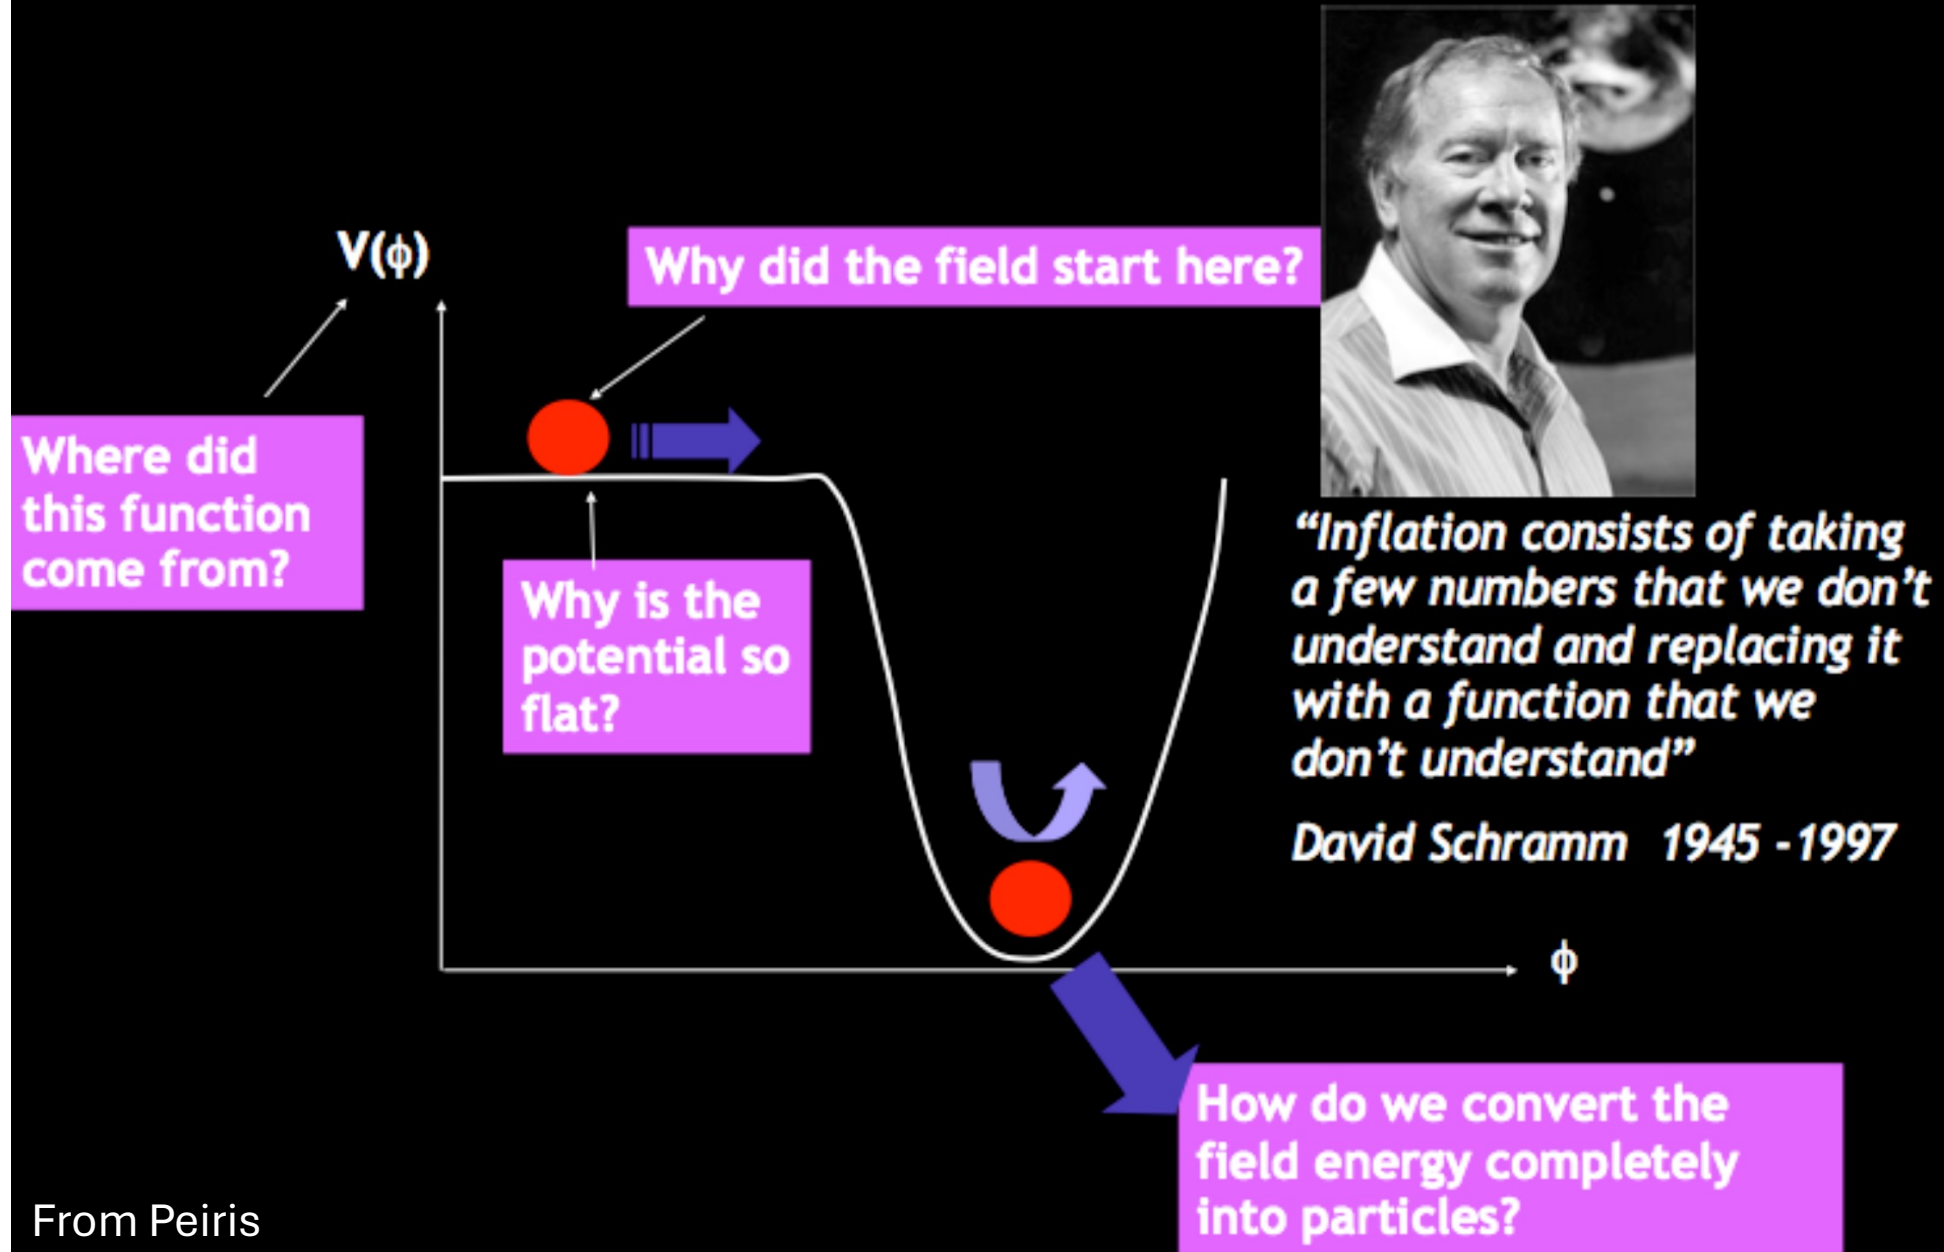 V(ϕ)
Why did the field start here?
Where did
this function
come from?
Why is the
potential so
flat?
“Inflation consists of taking
a few numbers that we don’t
understand and replacing it
with a function that we
don’t understand”
David Schramm 1945 -1997
ϕ
How do we convert the
field energy completely
into particles?
From Peiris